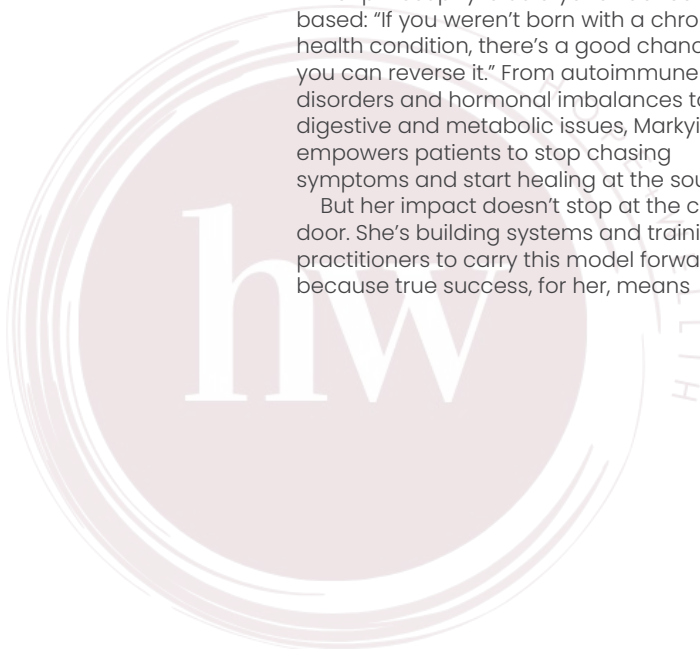 based: “If you weren’t born with a chro
health condition, there’s a good chanc
you can reverse it.” From autoimmune
disorders and hormonal imbalances to
digestive and metabolic issues, Markyi
empowers patients to stop chasing
symptoms and start healing at the sou
But her impact doesn’t stop at the c
door. She’s building systems and traini
practitioners to carry this model forwa
because true success, for her, means
hw